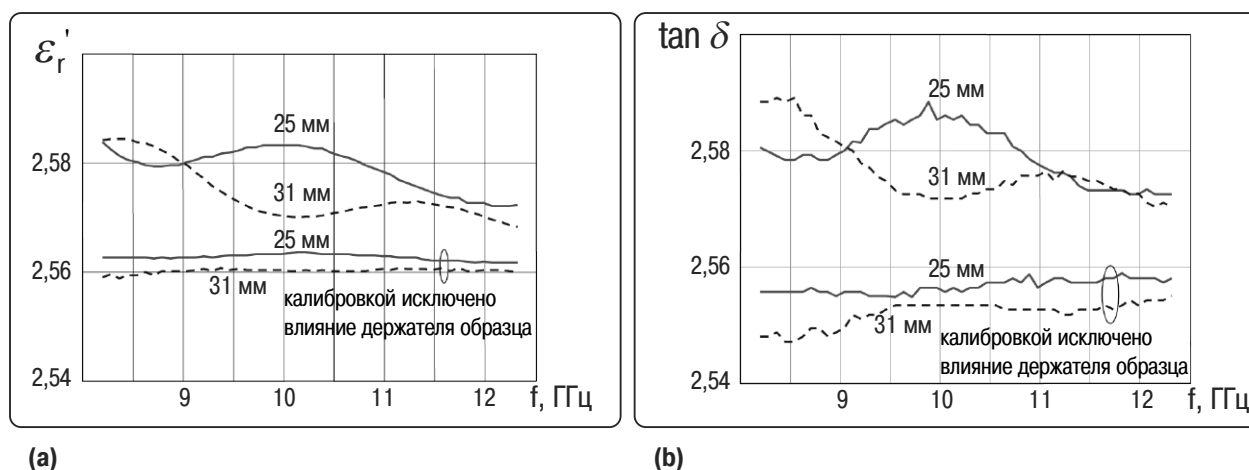 ε'r
25 мм
2,58
31 мм
25 мм
2,56
31 мм
калибровкой исключено
влияние держателя образца
2,54
9 10 11 12 f, ГГц
(a)
tan δ
25 мм
2,58
31 мм
2,56
25 мм
31 мм
калибровкой исключено
влияние держателя образца
2,54
9 10 11 12 f, ГГц
(b)